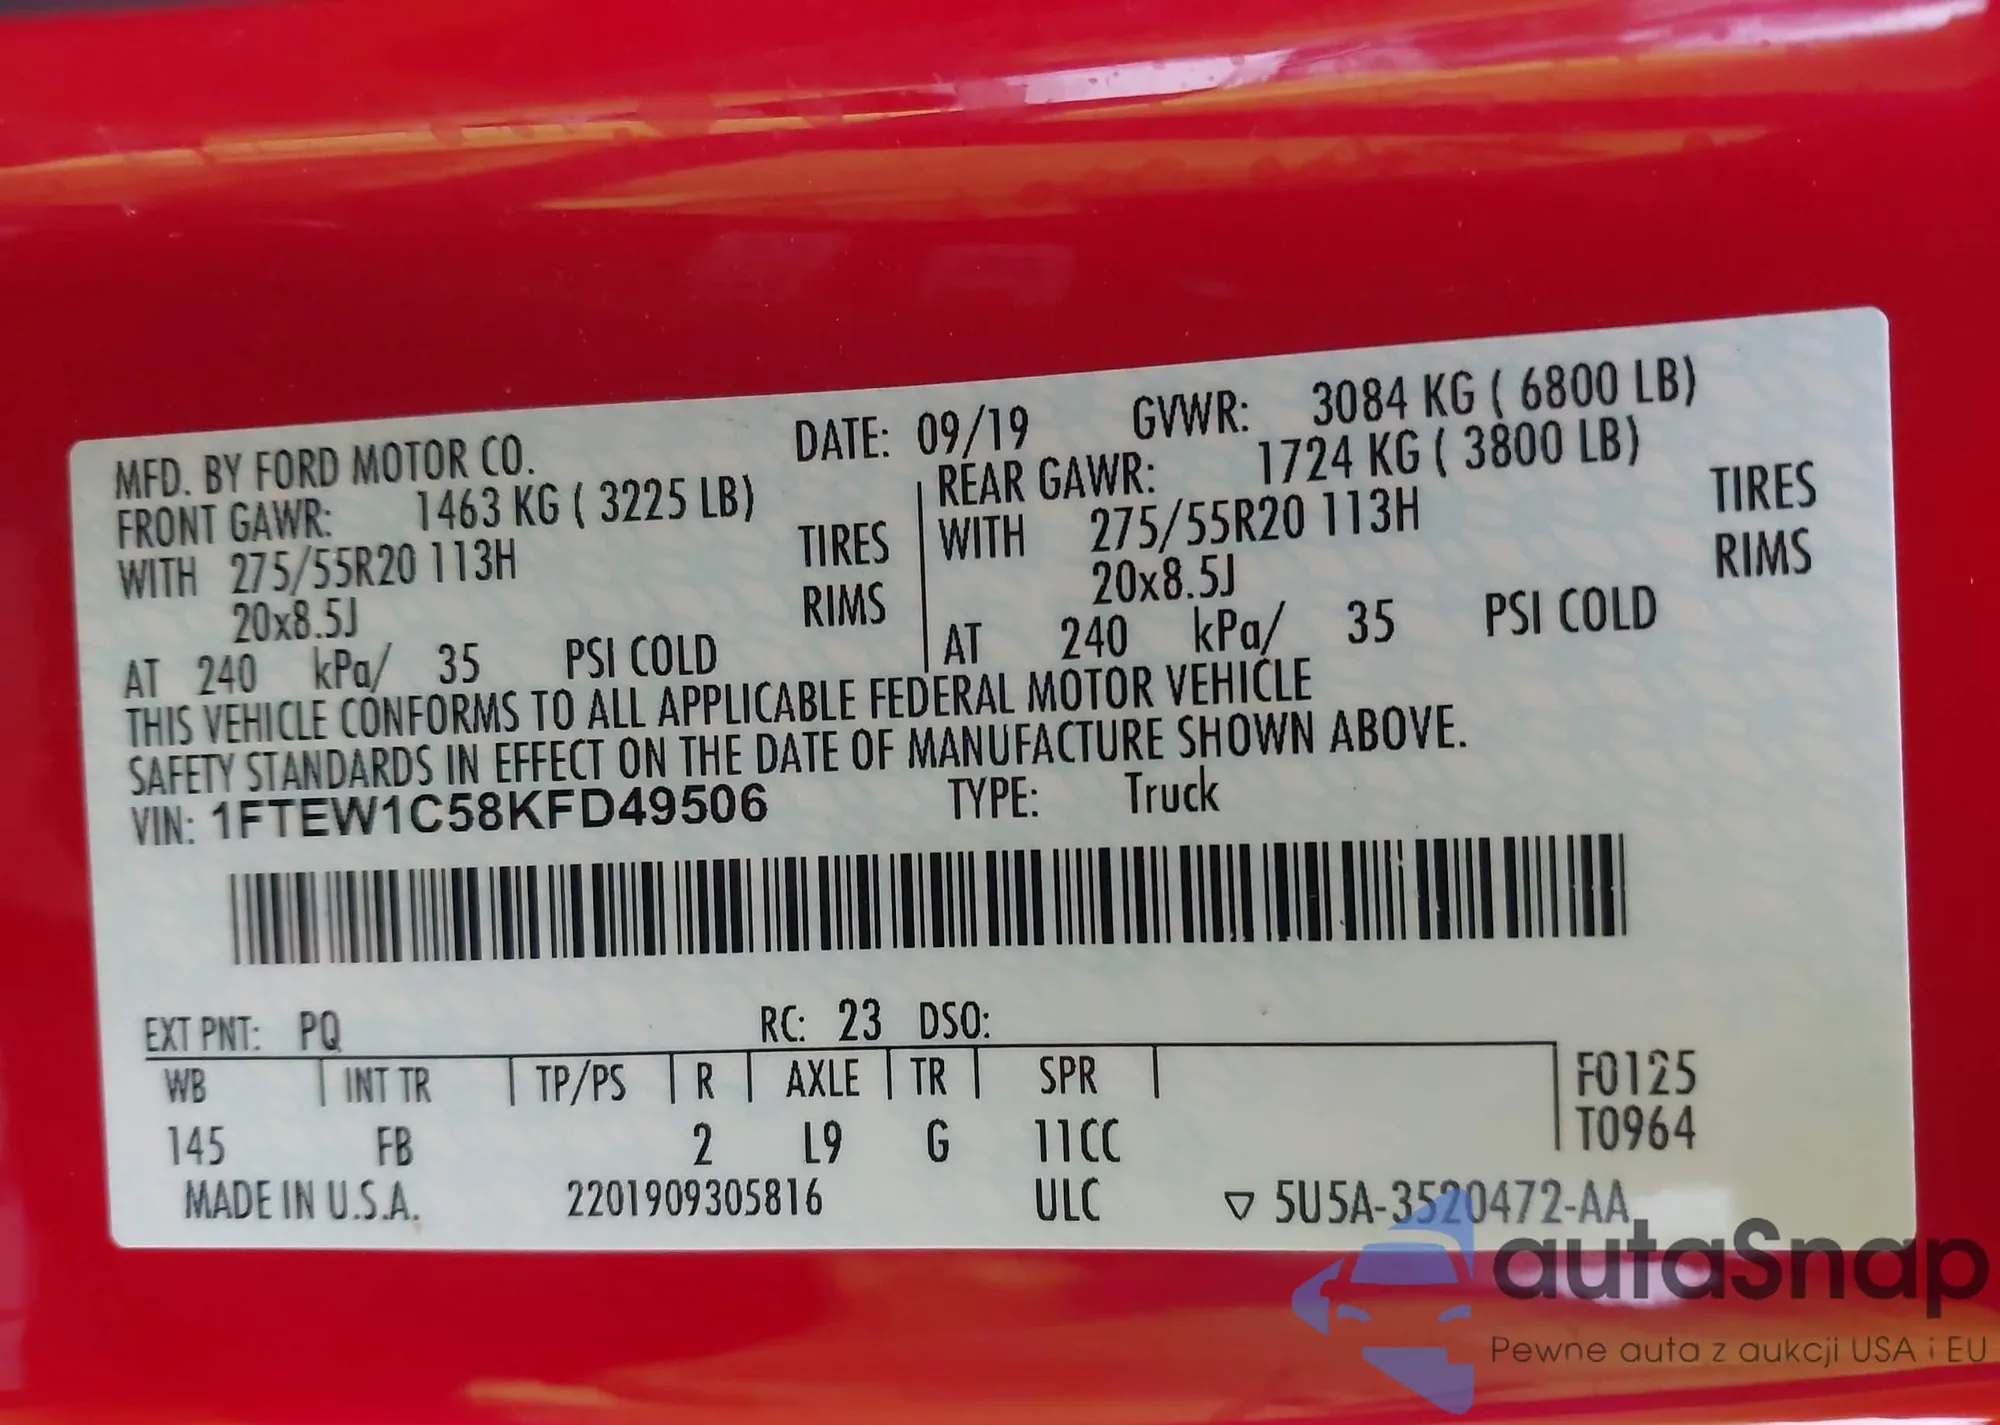 MFD. BY FORD MOTOR CO. DATE: 09/19 GVWR: 3084 KG ( 6800 LB)
FRONT GAWR: 1463 KG ( 3225 LB) REAR GAWR: 1724 KG ( 3800 LB)
WITH 275/55R20 113H TIRES WITH 275/55R20 113H TIRES
20x8.5J RIMS 20x8.5J RIMS
AT 240 kPa/ 35 PSI COLD AT 240 kPa/ 35 PSI COLD
THIS VEHICLE CONFORMS TO ALL APPLICABLE FEDERAL MOTOR VEHICLE
SAFETY STANDARDS IN EFFECT ON THE DATE OF MANUFACTURE SHOWN ABOVE.
VIN: 1FTEW1C58KFD49506 TYPE: Truck
EXT PNT: PQ RC: 23 DSO:
WB INT TR TP/PS R AXLE TR SPR F0125
145 FB 2 L9 G 11CC T0964
MADE IN U.S.A. 2201909305816 ULC ▽ 5U5A-3520472-AA
autaSnap
Pewne auta z aukcji USA i EU